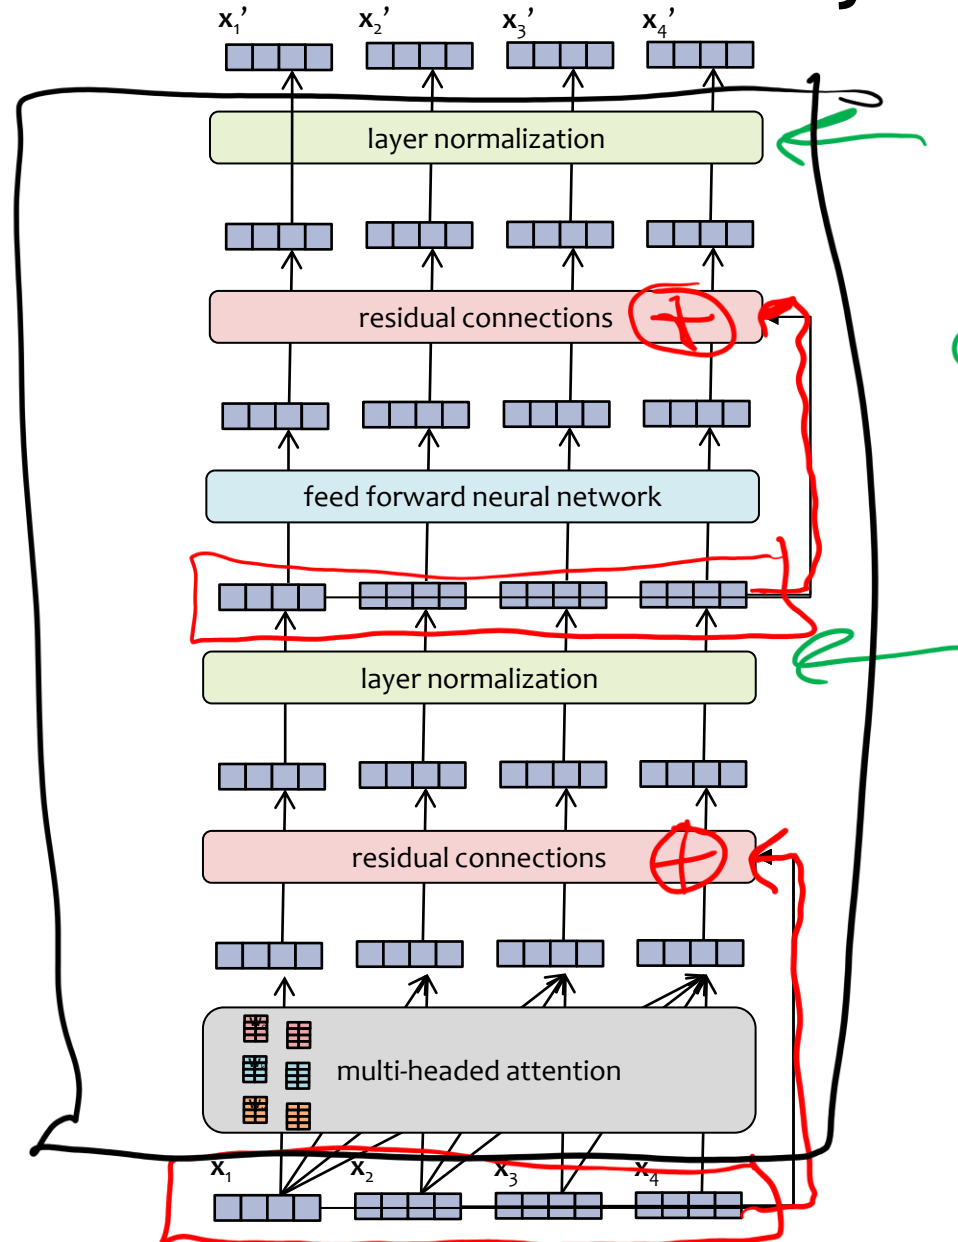 x₁’ x₂’ x₃’ x₄’
layer normalization
residual connections
feed forward neural network
layer normalization
residual connections
multi-headed attention
x₁ x₂ x₃ x₄